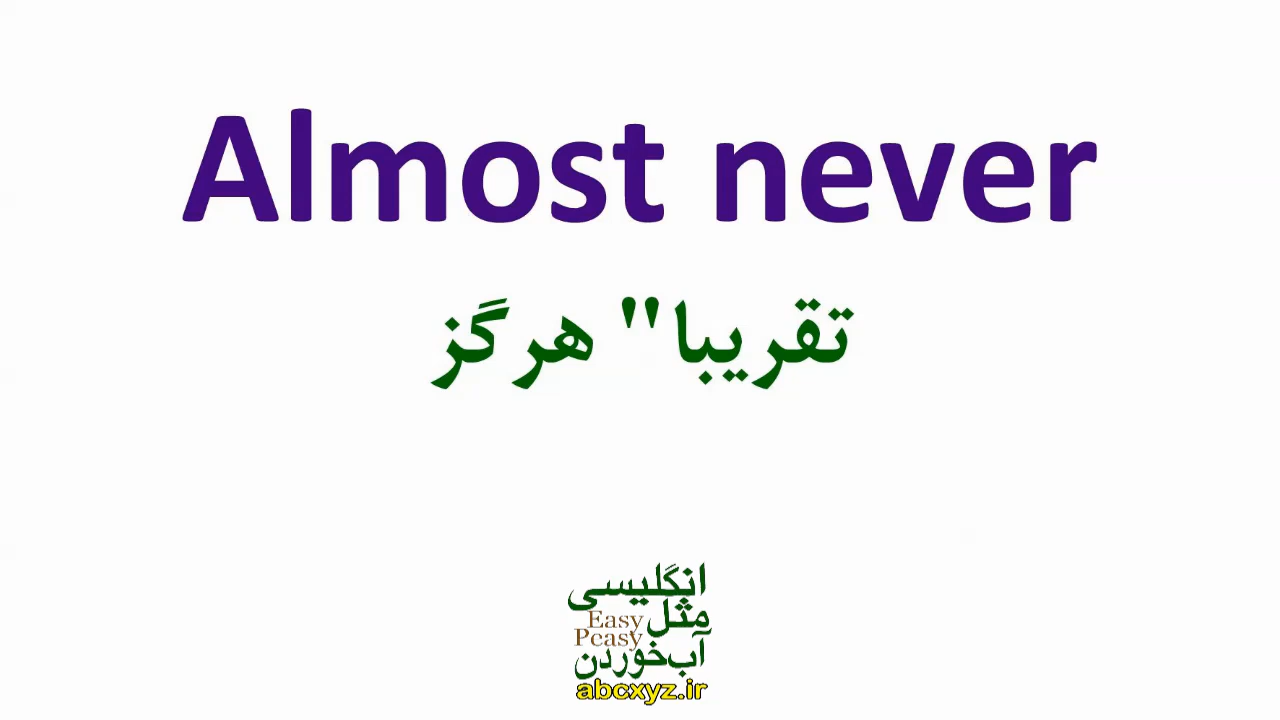 Almost never
تقریبا" هرگز
انگلیسی
مثل
Easy
Peasy
آب‌خوردن
abcxyz.ir